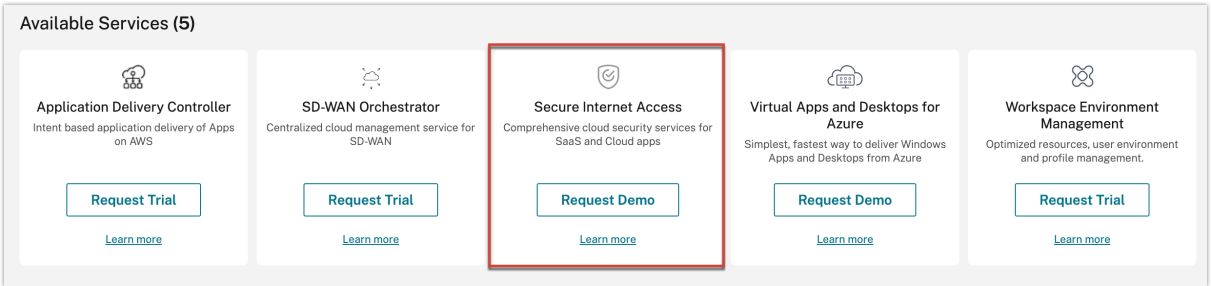 Available Services (5)
Application Delivery Controller
Intent based application delivery of Apps
on AWS
Request Trial
Learn more
SD-WAN Orchestrator
Centralized cloud management service for
SD-WAN
Request Trial
Learn more
Secure Internet Access
Comprehensive cloud security services for
SaaS and Cloud apps
Request Demo
Learn more
Virtual Apps and Desktops for
Azure
Simplest, fastest way to deliver Windows
Apps and Desktops from Azure
Request Demo
Learn more
Workspace Environment
Management
Optimized resources, user environment
and profile management.
Request Trial
Learn more